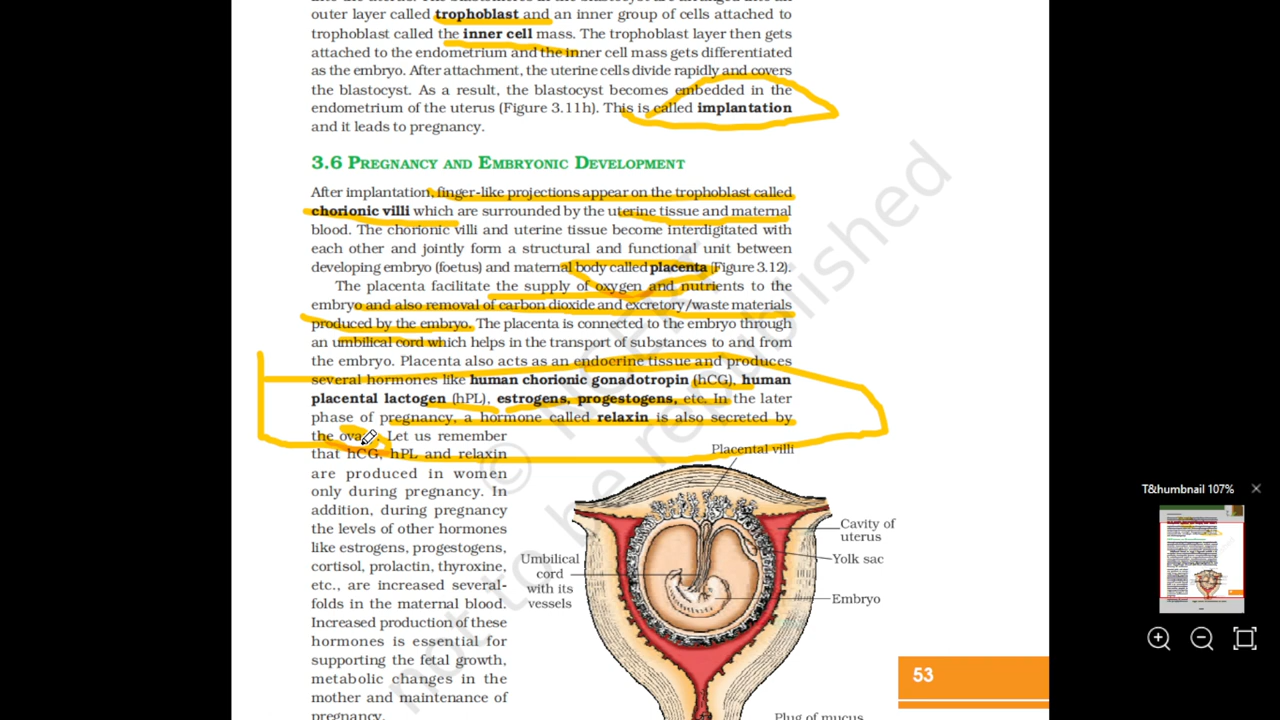 outer layer called trophoblast and an inner group of cells attached to
trophoblast called the inner cell mass. The trophoblast layer then gets
attached to the endometrium and the inner cell mass gets differentiated
as the embryo. After attachment, the uterine cells divide rapidly and covers
the blastocyst. As a result, the blastocyst becomes embedded in the
endometrium of the uterus (Figure 3.11h). This is called implantation
and it leads to pregnancy.
3.6 PREGNANCY AND EMBRYONIC DEVELOPMENT
After implantation, finger-like projections appear on the trophoblast called
chorionic villi which are surrounded by the uterine tissue and maternal
blood. The chorionic villi and uterine tissue become interdigitated with
each other and jointly form a structural and functional unit between
developing embryo (foetus) and maternal body called placenta (Figure 3.12).
The placenta facilitate the supply of oxygen and nutrients to the
embryo and also removal of carbon dioxide and excretory/waste materials
produced by the embryo. The placenta is connected to the embryo through
an umbilical cord which helps in the transport of substances to and from
the embryo. Placenta also acts as an endocrine tissue and produces
several hormones like human chorionic gonadotropin (hCG), human
placental lactogen (hPL), estrogens, progestogens, etc. In the later
phase of pregnancy, a hormone called relaxin is also secreted by
the Let us remember
that hCG, hPL and relaxin
are produced in women
only during pregnancy. In
addition, during pregnancy
the levels of other hormones
like estrogens, progestogens,
cortisol, prolactin, thyroxine,
etc., are increased several-
folds in the maternal blood.
Increased production of these
hormones is essential for
supporting the fetal growth,
metabolic changes in the
mother and maintenance of
pregnancy.
Placental villi
Cavity of
uterus
Yolk sac
Embryo
Umbilical
cord
with its
vessels
Plug of mucus
53
© NCERT
not to be republished
T&humbnail 107%